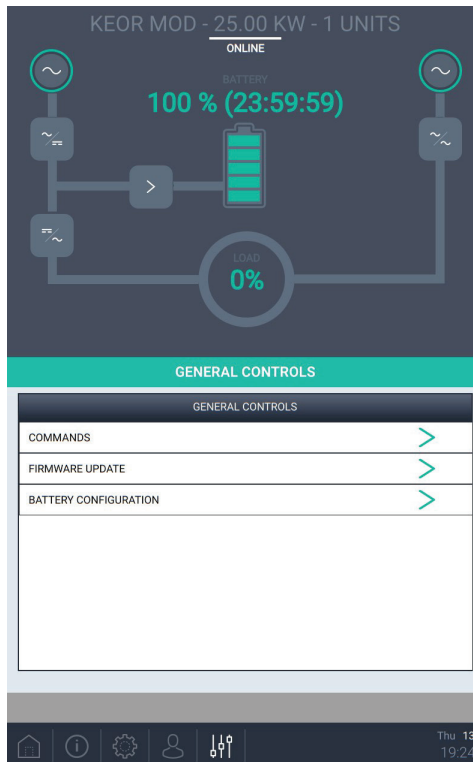 KEOR MOD - 25.00 KW - 1 UNITS
ONLINE
BATTERY
100 % (23:59:59)
LOAD
0%
GENERAL CONTROLS
GENERAL CONTROLS
COMMANDS
FIRMWARE UPDATE
BATTERY CONFIGURATION
Thu 13
19:24